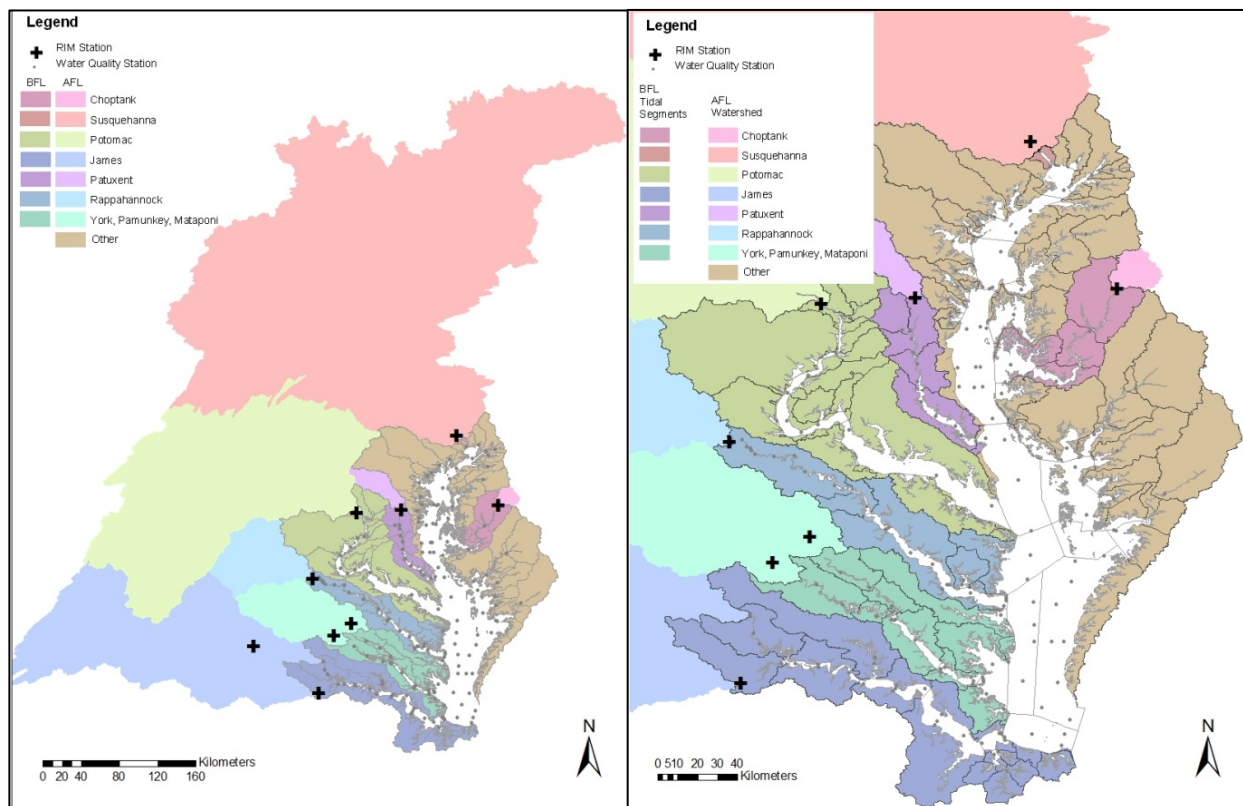 Legend
RIM Station
Water Quality Station
BFL AFL
Choptank
Susquehanna
Potomac
James
Patuxent
Rappahannock
York, Pamunkey, Mataponi
Other
N
Kilometers
0 20 40 80 120 160
Legend
RIM Station
Water Quality Station
BFL
Tidal
Segments
AFL
Watershed
Choptank
Susquehanna
Potomac
James
Patuxent
Rappahannock
York, Pamunkey, Mataponi
Other
N
0 5 10 20 30 40
Kilometers